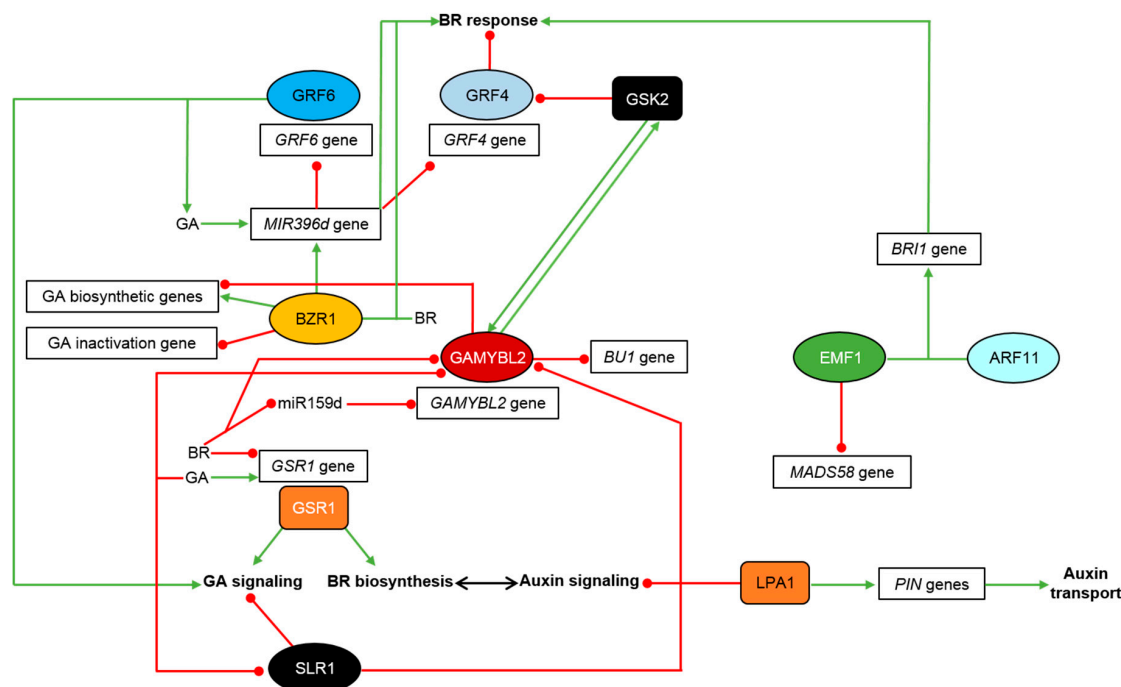 BR response
GRF6
GRF4
GSK2
GRF6 gene
GRF4 gene
GA
MIR396d gene
BRI1 gene
GA biosynthetic genes
BZR1
BR
GA inactivation gene
GAMYBL2
BU1 gene
EMF1
ARF11
miR159d
GAMYBL2 gene
BR
GSR1 gene
GA
MADS58 gene
GSR1
GA signaling
BR biosynthesis
Auxin signaling
LPA1
PIN genes
Auxin
transport
SLR1